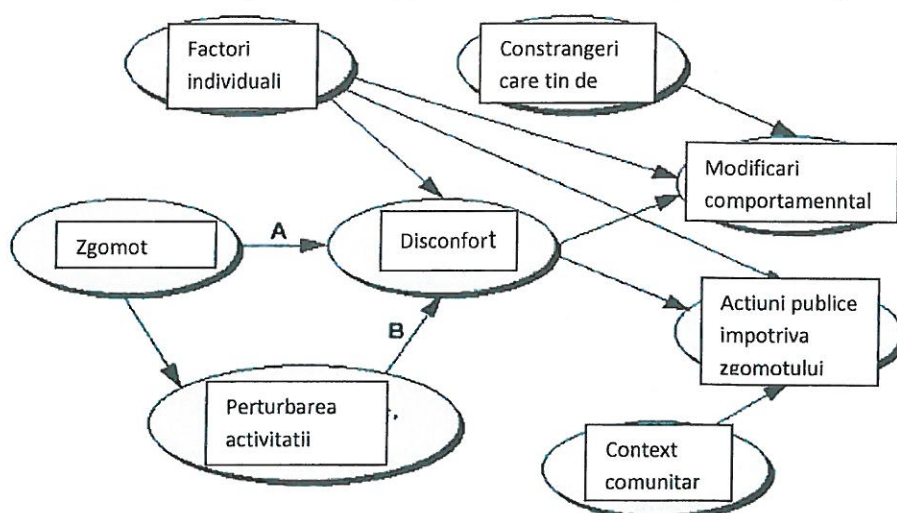 Factori
individuali
Constrangeri
care tin de
Modificari
comportamenntal
Zgomot
A
Disconfort
B
Actiuni publice
impotriva
zgomotului
Perturbarea
activitatii
Context
comunitar